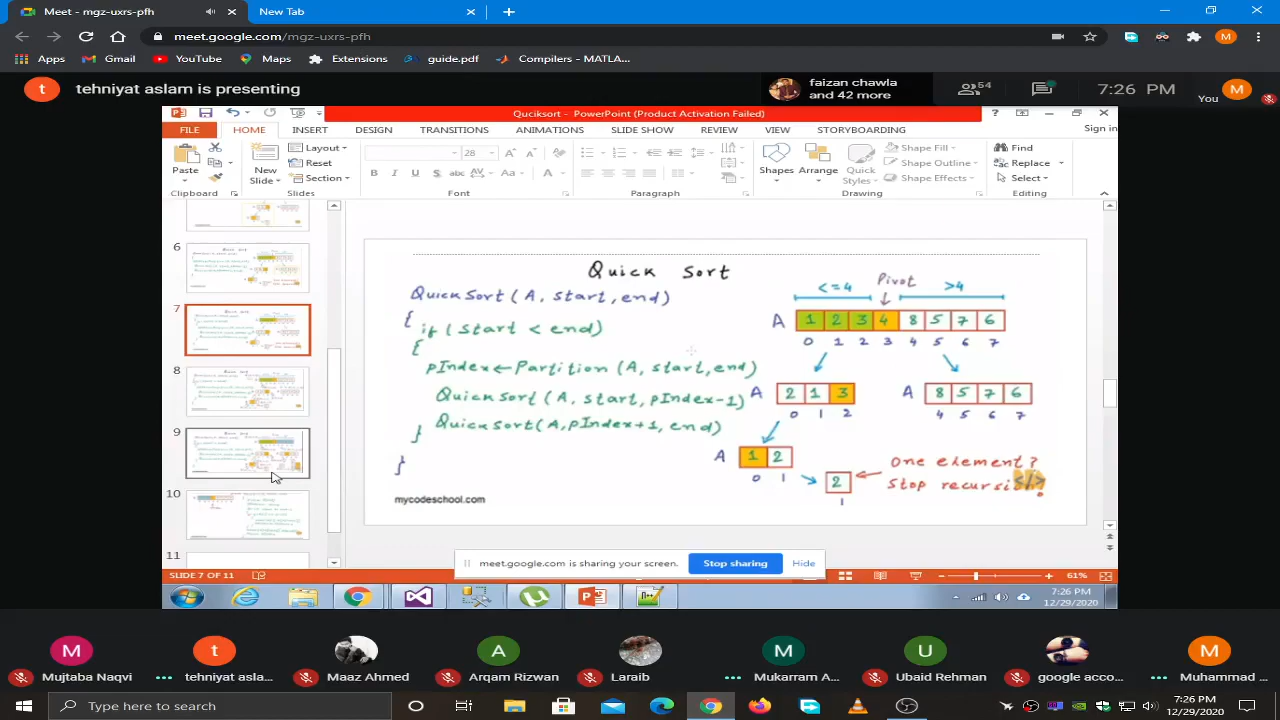 Meet - mgz-uxrs-pfh
New Tab
meet.google.com/mgz-uxrs-pfh
Apps
Gmail
YouTube
Maps
Extensions
guide.pdf
Compilers - MATLA...
t
tehniyat aslam is presenting
faizan chawla
and 42 more
54
7:26 PM
You
M
Quciksort - PowerPoint (Product Activation Failed)
FILE
HOME
INSERT
DESIGN
TRANSITIONS
ANIMATIONS
SLIDE SHOW
REVIEW
VIEW
STORYBOARDING
Sign in
Paste
New
Slide
Layout
Reset
Section
28
B
I
U
S
abc
AV
Aa
A
Shapes
Arrange
Quick
Styles
Shape Fill
Shape Outline
Shape Effects
Find
Replace
Select
Clipboard
Slides
Font
Paragraph
Drawing
Editing
6
7
8
9
10
11
Quick Sort
QuickSort(A, start, end)
{
if (start < end)
{
pIndex←Partition (A, start, end)
QuickSort (A, start, pIndex-1)
QuickSort(A, pIndex+1, end)
}
}
mycodeschool.com
<=4
Pivot
>4
A 1 2 3 4 8 5 7 6
0 1 2 3 4 5 6 7
A 2 1 3
0 1 2
A 8 5 7 6
4 5 6 7
A 1 2
0 1
2
1
One element;
Stop recursion.
meet.google.com is sharing your screen.
Stop sharing
Hide
SLIDE 7 OF 11
61%
7:26 PM
12/29/2020
M
t
A
M
U
M
Mujtaba Naqvi
tehniyat asla...
Maaz Ahmed
Arqam Rizwan
Laraib
Mukarram A...
Ubaid Rehman
google acco...
Muhammad ...
Type here to search
7:26 PM
12/29/2020